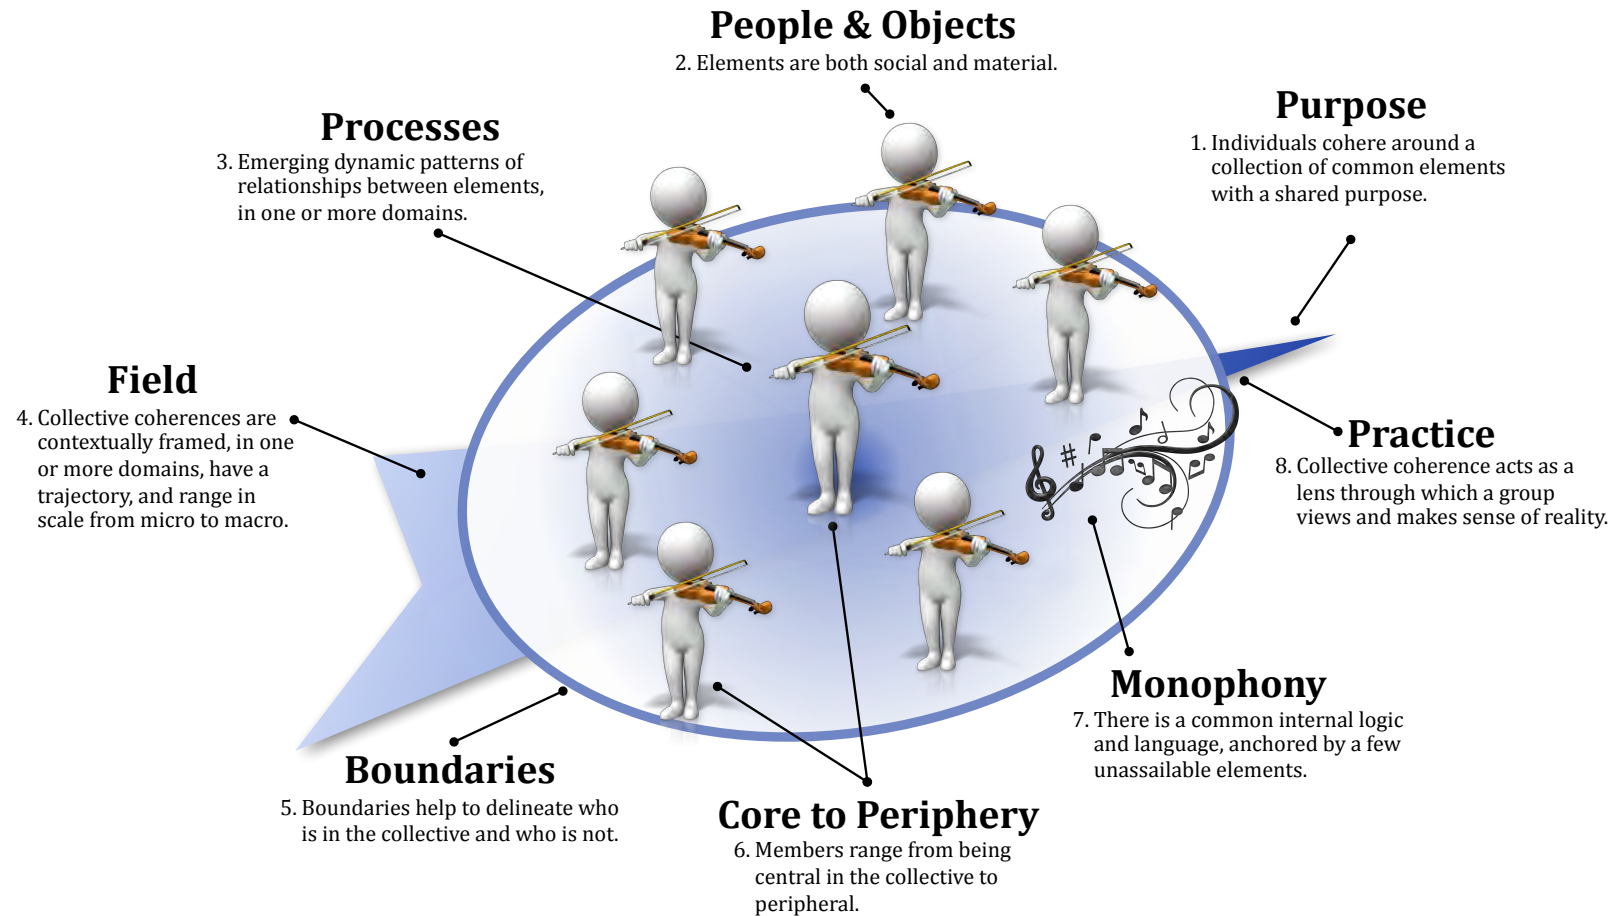 People & Objects
2. Elements are both social and material.
Purpose
1. Individuals cohere around a
collection of common elements
with a shared purpose.
Processes
3. Emerging dynamic patterns of
relationships between elements,
in one or more domains.
Field
4. Collective coherences are
contextually framed, in one
or more domains, have a
trajectory, and range in
scale from micro to macro.
Practice
8. Collective coherence acts as a
lens through which a group
views and makes sense of reality.
Monophony
7. There is a common internal logic
and language, anchored by a few
unassailable elements.
Boundaries
5. Boundaries help to delineate who
is in the collective and who is not.
Core to Periphery
6. Members range from being
central in the collective to
peripheral.